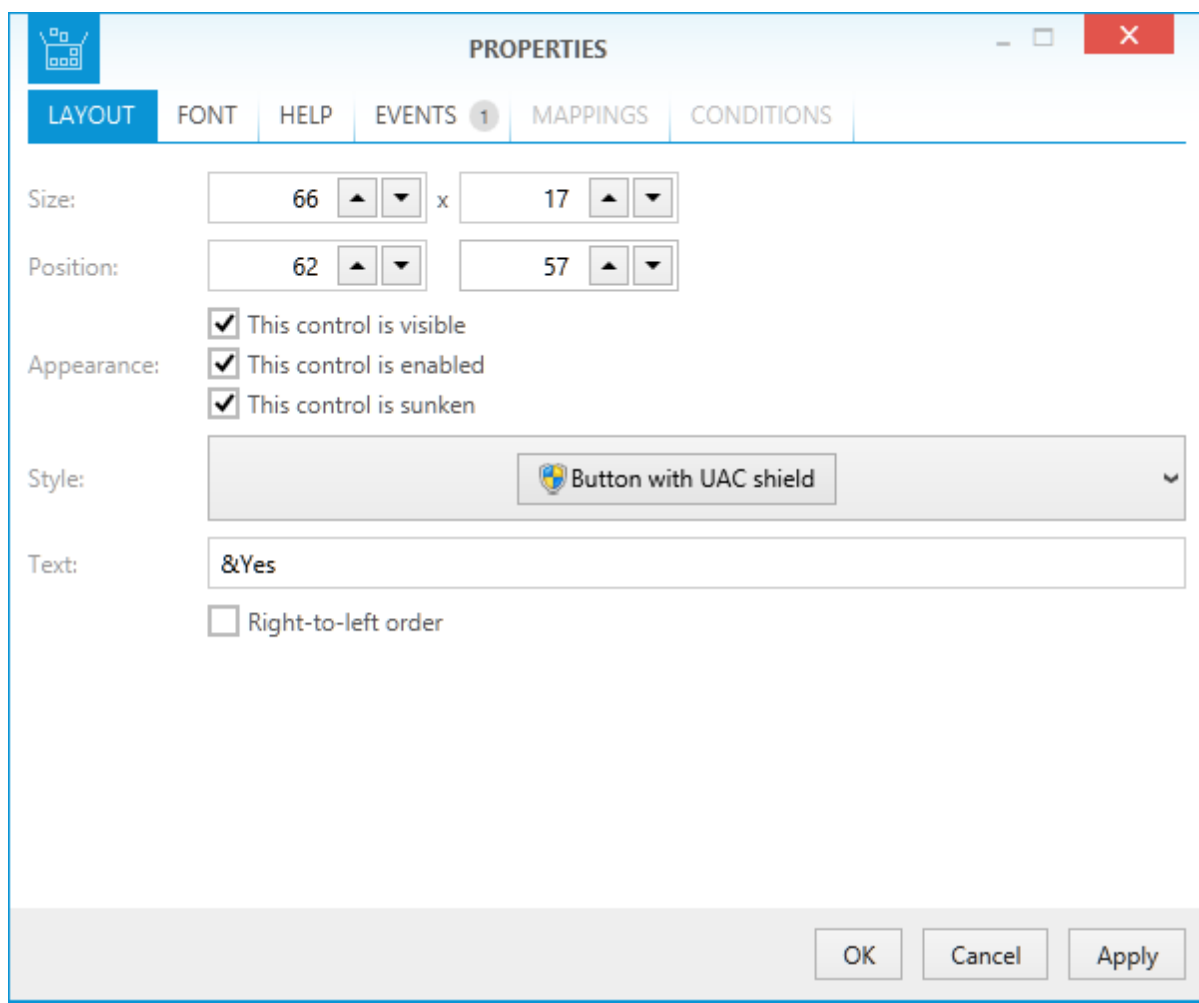 PROPERTIES
LAYOUT FONT HELP EVENTS 1 MAPPINGS CONDITIONS
Size: 66 x 17
Position: 62 57
This control is visible
Appearance: This control is enabled
This control is sunken
Style: Button with UAC shield
Text: &Yes
Right-to-left order
OK Cancel Apply